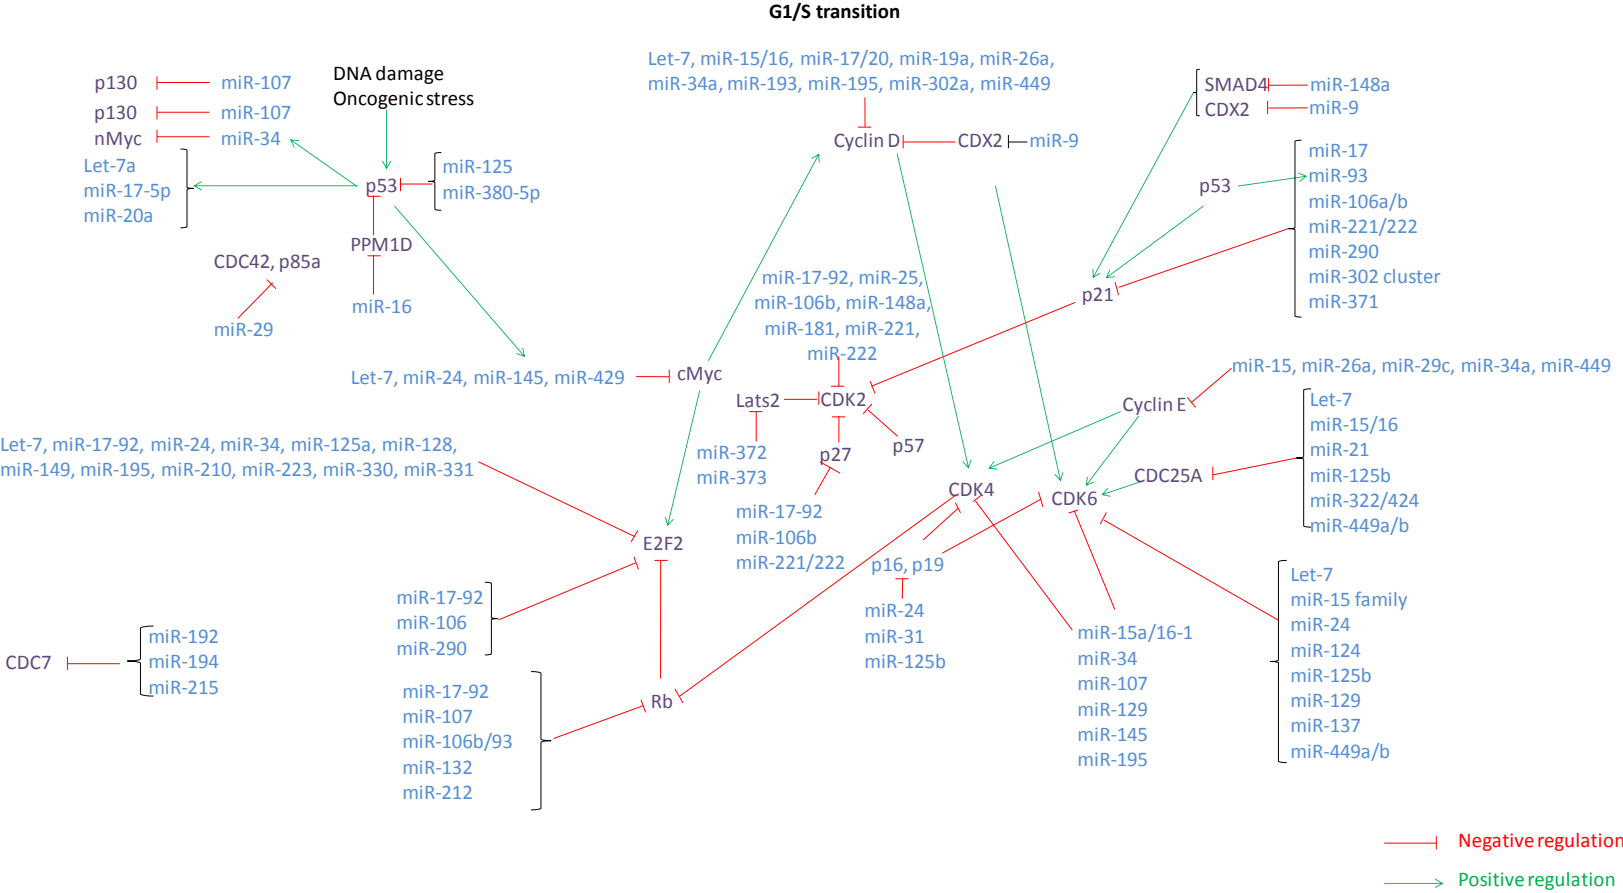 G1/S transition
p130
miR-107
p130
miR-107
nMyc
miR-34
DNA damage
Oncogenic stress
Let-7a
miR-17-5p
miR-20a
p53
miR-125
miR-380-5p
PPM1D
CDC42, p85a
miR-16
miR-29
Let-7, miR-15/16, miR-17/20, miR-19a, miR-26a,
miR-34a, miR-193, miR-195, miR-302a, miR-449
Cyclin D
CDX2
miR-9
SMAD4
miR-148a
CDX2
miR-9
p53
miR-17
miR-93
miR-106a/b
miR-221/222
miR-290
miR-302 cluster
miR-371
p21
miR-17-92, miR-25,
miR-106b, miR-148a,
miR-181, miR-221,
miR-222
Let-7, miR-24, miR-145, miR-429
cMyc
Lats2
CDK2
miR-372
miR-373
p27
p57
miR-17-92
miR-106b
miR-221/222
miR-15, miR-26a, miR-29c, miR-34a, miR-449
Cyclin E
Let-7
miR-15/16
miR-21
miR-125b
miR-322/424
miR-449a/b
CDC25A
CDK4
CDK6
Let-7, miR-17-92, miR-24, miR-34, miR-125a, miR-128,
miR-149, miR-195, miR-210, miR-223, miR-330, miR-331
E2F2
p16, p19
miR-24
miR-31
miR-125b
miR-17-92
miR-106
miR-290
CDC7
miR-192
miR-194
miR-215
miR-17-92
miR-107
miR-106b/93
miR-132
miR-212
Rb
miR-15a/16-1
miR-34
miR-107
miR-129
miR-145
miR-195
Let-7
miR-15 family
miR-24
miR-124
miR-125b
miR-129
miR-137
miR-449a/b
Negative regulation
Positive regulation